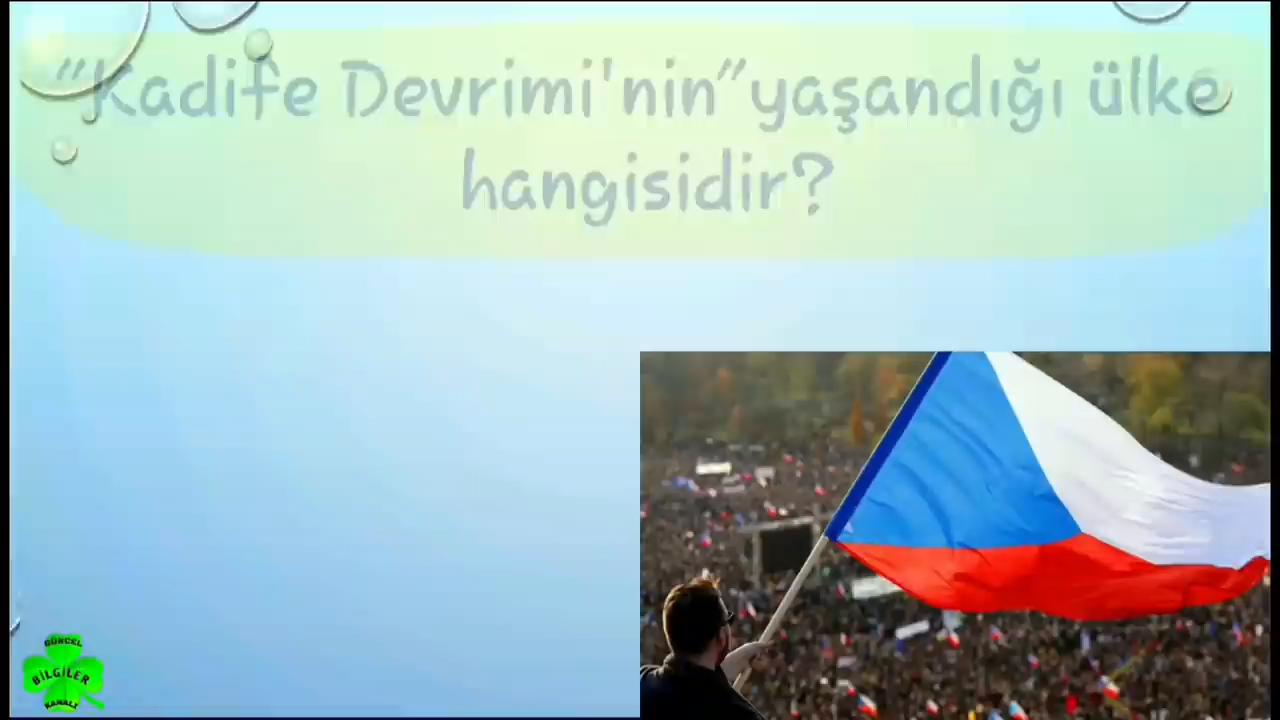 “Kadife Devrimi'nin”yaşandığı ülke
hangisidir?
GÜNCEL
BİLGİLER
KANALI